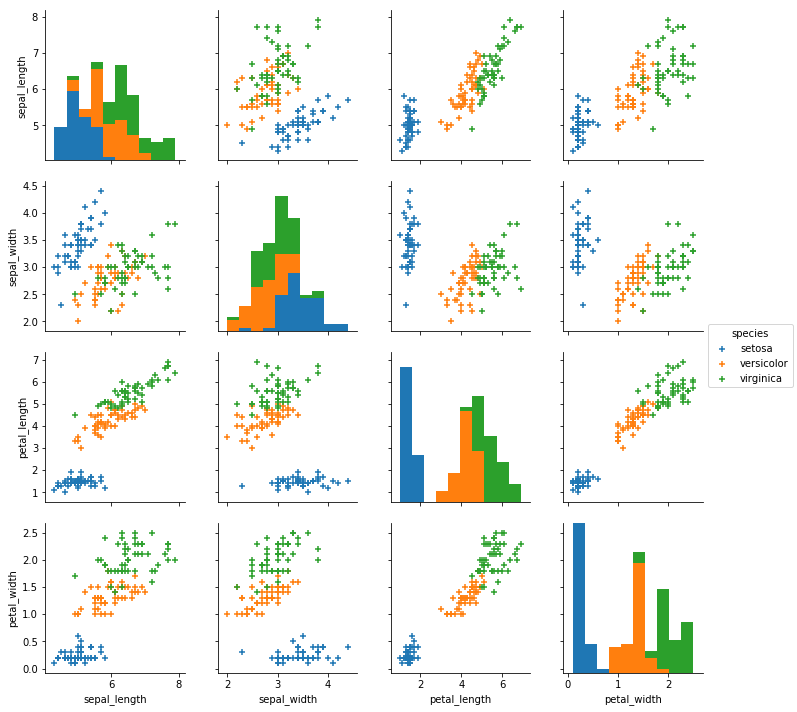 8
7
6
5
sepal_length
4.5
4.0
3.5
3.0
2.5
2.0
sepal_width
species
setosa
versicolor
virginica
7
6
5
4
3
2
1
petal_length
2.5
2.0
1.5
1.0
0.5
0.0
petal_width
6 8
sepal_length
2 3 4
sepal_width
2 4 6
petal_length
0 1 2
petal_width